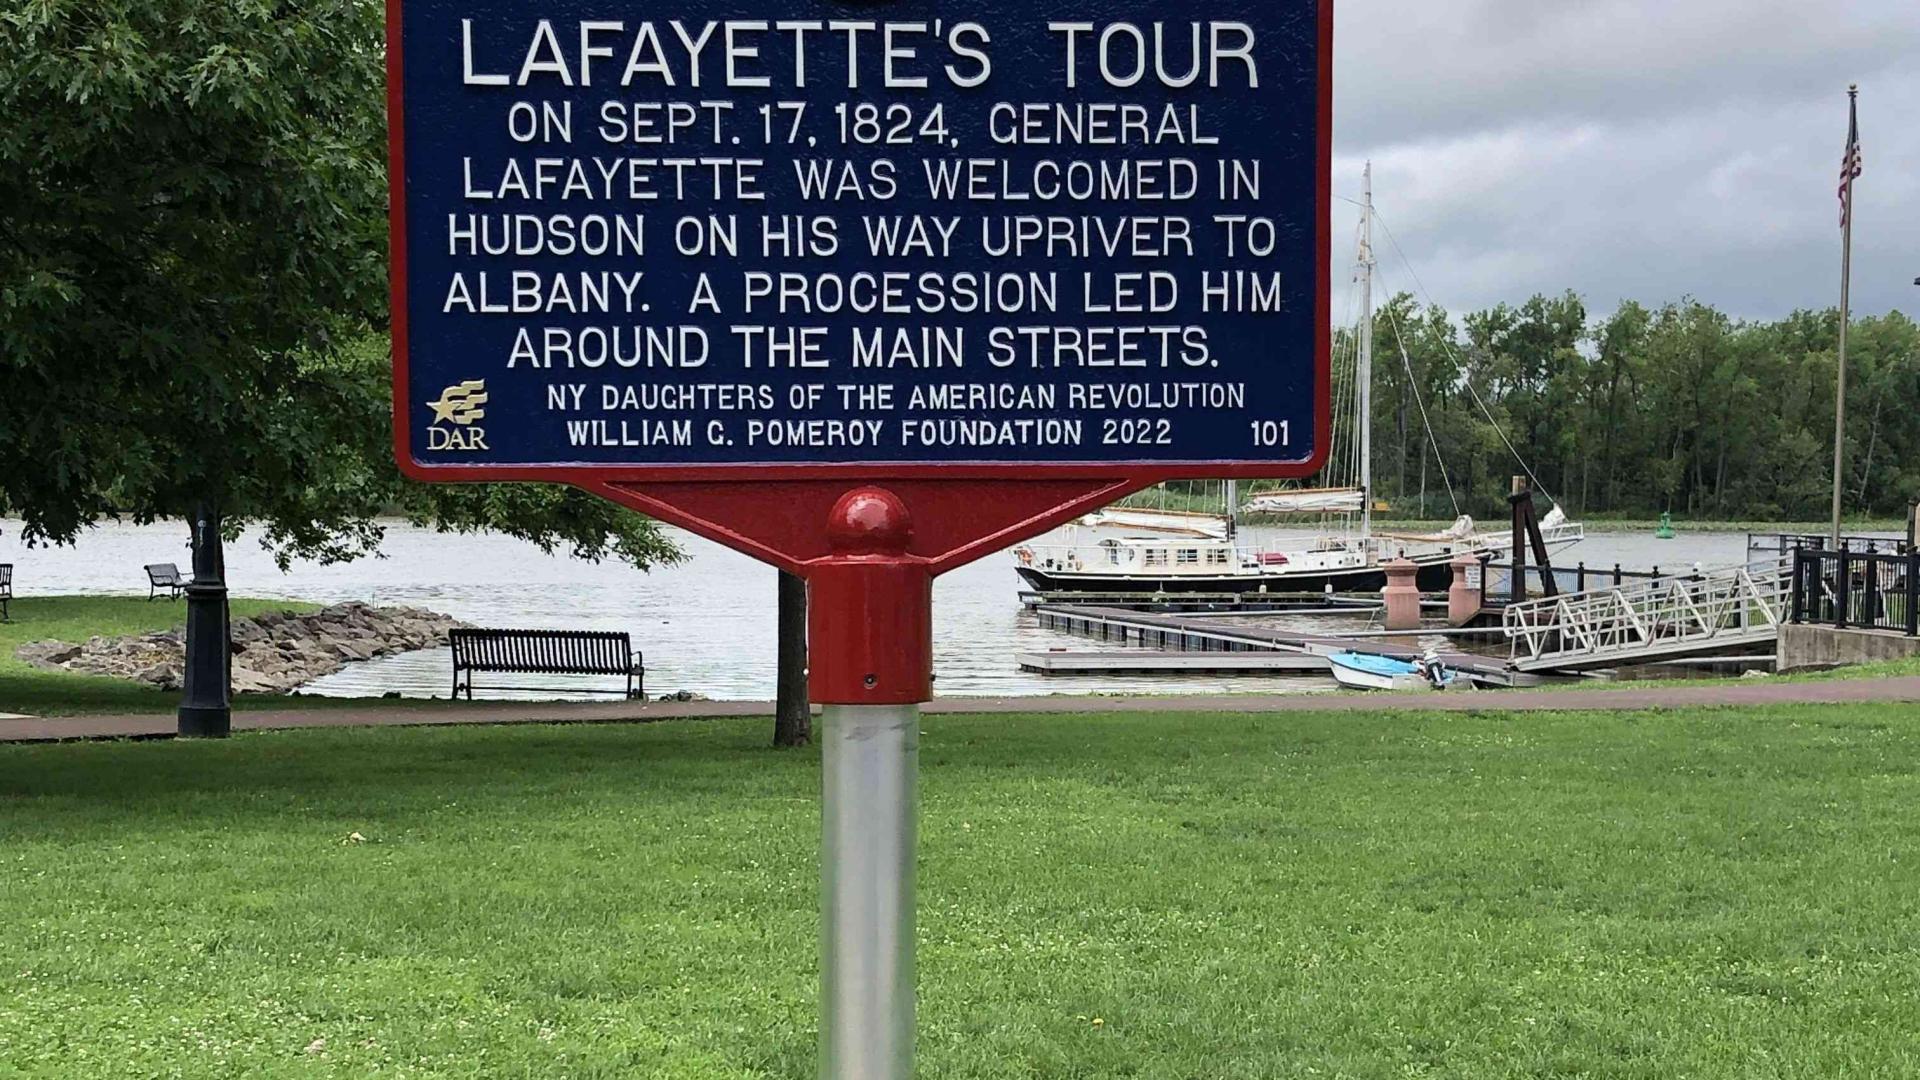 LAFAYETTE'S TOUR
ON SEPT. 17, 1824, GENERAL
LAFAYETTE WAS WELCOMED IN
HUDSON ON HIS WAY UPRIVER TO
ALBANY. A PROCESSION LED HIM
AROUND THE MAIN STREETS.
NY DAUGHTERS OF THE AMERICAN REVOLUTION
WILLIAM G. POMEROY FOUNDATION 2022 101
DAR